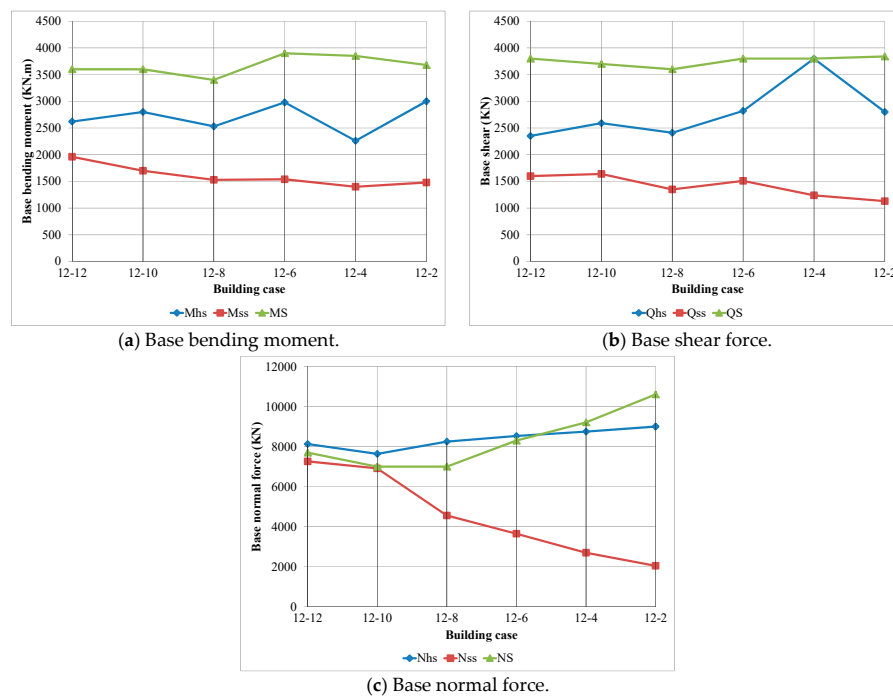 4500
4000
3500
3000
2500
2000
1500
1000
500
0
Base bending moment (KN.m)
12-12 12-10 12-8 12-6 12-4 12-2
Building case
Mhs Mss MS
(a) Base bending moment.
4500
4000
3500
3000
2500
2000
1500
1000
500
0
Base shear (KN)
12-12 12-10 12-8 12-6 12-4 12-2
Building case
Qhs Qss QS
(b) Base shear force.
12000
10000
8000
6000
4000
2000
0
Base normal force (KN)
12-12 12-10 12-8 12-6 12-4 12-2
Building case
Nhs Nss NS
(c) Base normal force.